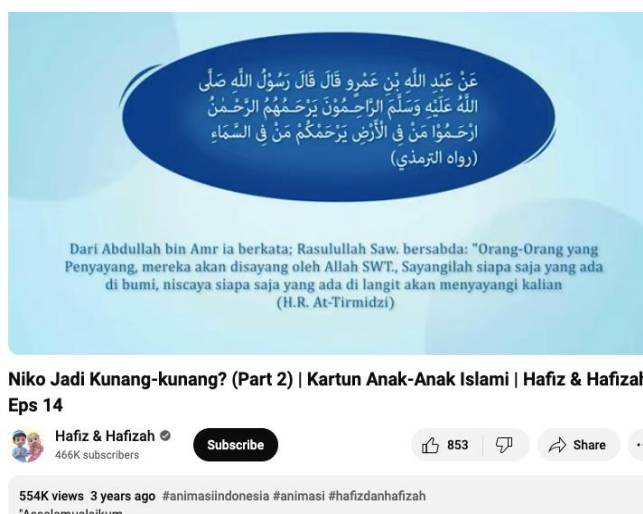 عَنْ عَبْدِ اللَّهِ بْنِ عَمْرٍو قَالَ قَالَ رَسُوْلُ اللَّهِ صَلَّى
اللَّهُ عَلَيْهِ وَسَلَّمَ الرَّاحِمُوْنَ يَرْحَمُهُمُ الرَّحْمٰنُ
ارْحَمُوْا مَنْ فِى الْأَرْضِ يَرْحَمْكُمْ مَنْ فِى السَّمَاءِ
(رواه الترمذي)
Dari Abdullah bin Amr ia berkata; Rasulullah Saw. bersabda: "Orang-Orang yang
Penyayang, mereka akan disayang oleh Allah SWT., Sayangilah siapa saja yang ada
di bumi, niscaya siapa saja yang ada di langit akan menyayangi kalian
(H.R. At-Tirmidzi)
Niko Jadi Kunang-kunang? (Part 2) | Kartun Anak-Anak Islami | Hafiz & Hafizah
Eps 14
Hafiz & Hafizah
466K subscribers
Subscribe
853
Share
554K views 3 years ago #animasiindonesia #animasi #hafizdanhafizah